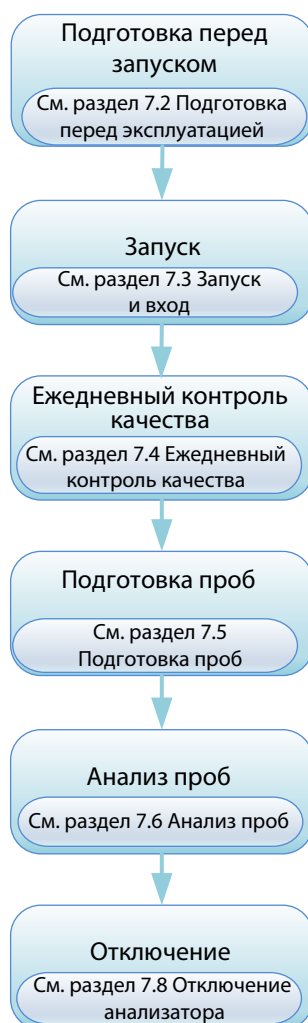 Подготовка перед
запуском
См. раздел 7.2 Подготовка
перед эксплуатацией
Запуск
См. раздел 7.3 Запуск
и вход
Ежедневный контроль
качества
См. раздел 7.4 Ежедневный
контроль качества
Подготовка проб
См. раздел 7.5
Подготовка проб
Анализ проб
См. раздел 7.6 Анализ проб
Отключение
См. раздел 7.8 Отключение
анализатора